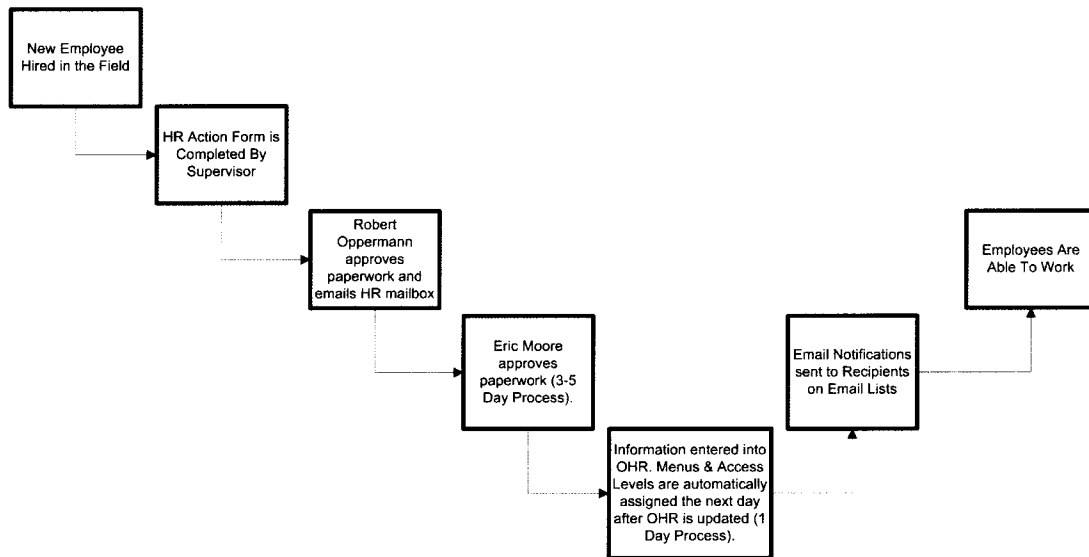 New Employee
Hired in the Field
HR Action Form is
Completed By
Supervisor
Robert
Oppermann
approves
paperwork and
emails HR mailbox
Eric Moore
approves
paperwork (3-5
Day Process).
Information entered into
OHR. Menus & Access
Levels are automatically
assigned the next day
after OHR is updated (1
Day Process).
Email Notifications
sent to Recipients
on Email Lists
Employees Are
Able To Work